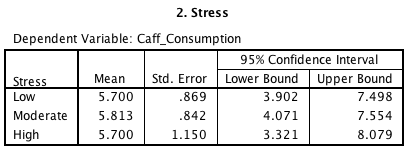 2. Stress
Dependent Variable: Caff_Consumption
95% Confidence Interval
Stress Mean Std. Error Lower Bound Upper Bound
Low 5.700 .869 3.902 7.498
Moderate 5.813 .842 4.071 7.554
High 5.700 1.150 3.321 8.079